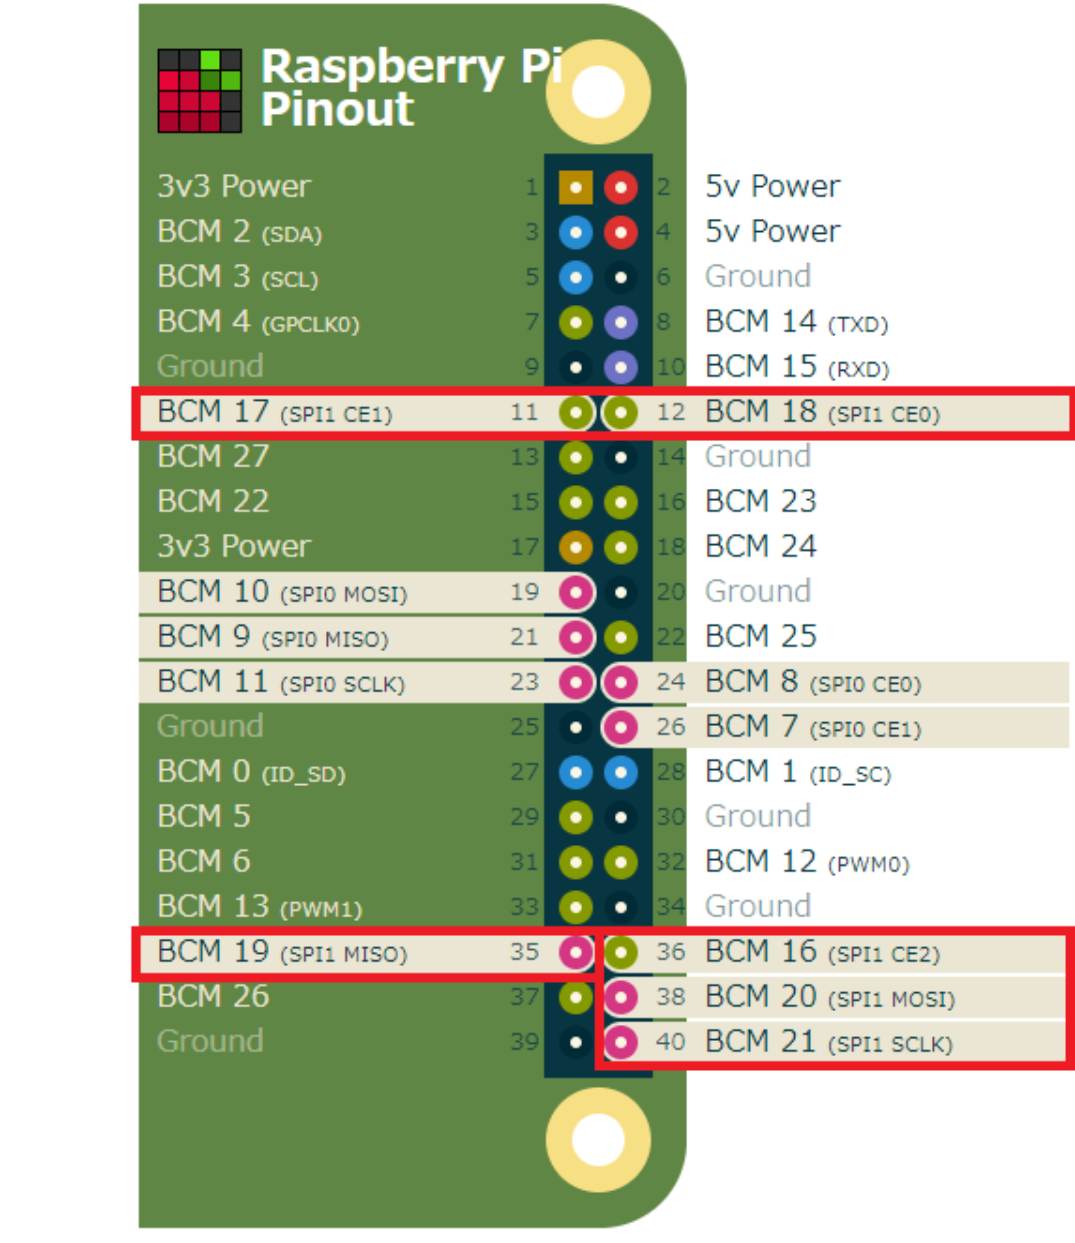 Raspberry Pi
Pinout
3v3 Power 1 2 5v Power
BCM 2 (SDA) 3 4 5v Power
BCM 3 (SCL) 5 6 Ground
BCM 4 (GPCLK0) 7 8 BCM 14 (TXD)
Ground 9 10 BCM 15 (RXD)
BCM 17 (SPI1 CE1) 11 12 BCM 18 (SPI1 CE0)
BCM 27 13 14 Ground
BCM 22 15 16 BCM 23
3v3 Power 17 18 BCM 24
BCM 10 (SPI0 MOSI) 19 20 Ground
BCM 9 (SPI0 MISO) 21 22 BCM 25
BCM 11 (SPI0 SCLK) 23 24 BCM 8 (SPI0 CE0)
Ground 25 26 BCM 7 (SPI0 CE1)
BCM 0 (ID_SD) 27 28 BCM 1 (ID_SC)
BCM 5 29 30 Ground
BCM 6 31 32 BCM 12 (PWM0)
BCM 13 (PWM1) 33 34 Ground
BCM 19 (SPI1 MISO) 35 36 BCM 16 (SPI1 CE2)
BCM 26 37 38 BCM 20 (SPI1 MOSI)
Ground 39 40 BCM 21 (SPI1 SCLK)